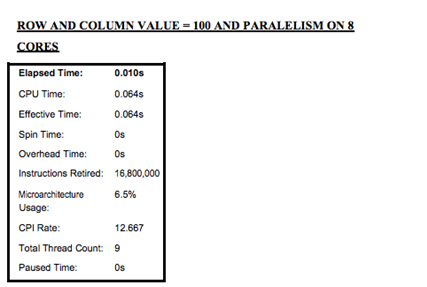 ROW AND COLUMN VALUE = 100 AND PARALELISM ON 8
CORES
Elapsed Time: 0.010s
CPU Time: 0.064s
Effective Time: 0.064s
Spin Time: 0s
Overhead Time: 0s
Instructions Retired: 16,800,000
Microarchitecture 6.5%
Usage:
CPI Rate: 12.667
Total Thread Count: 9
Paused Time: 0s